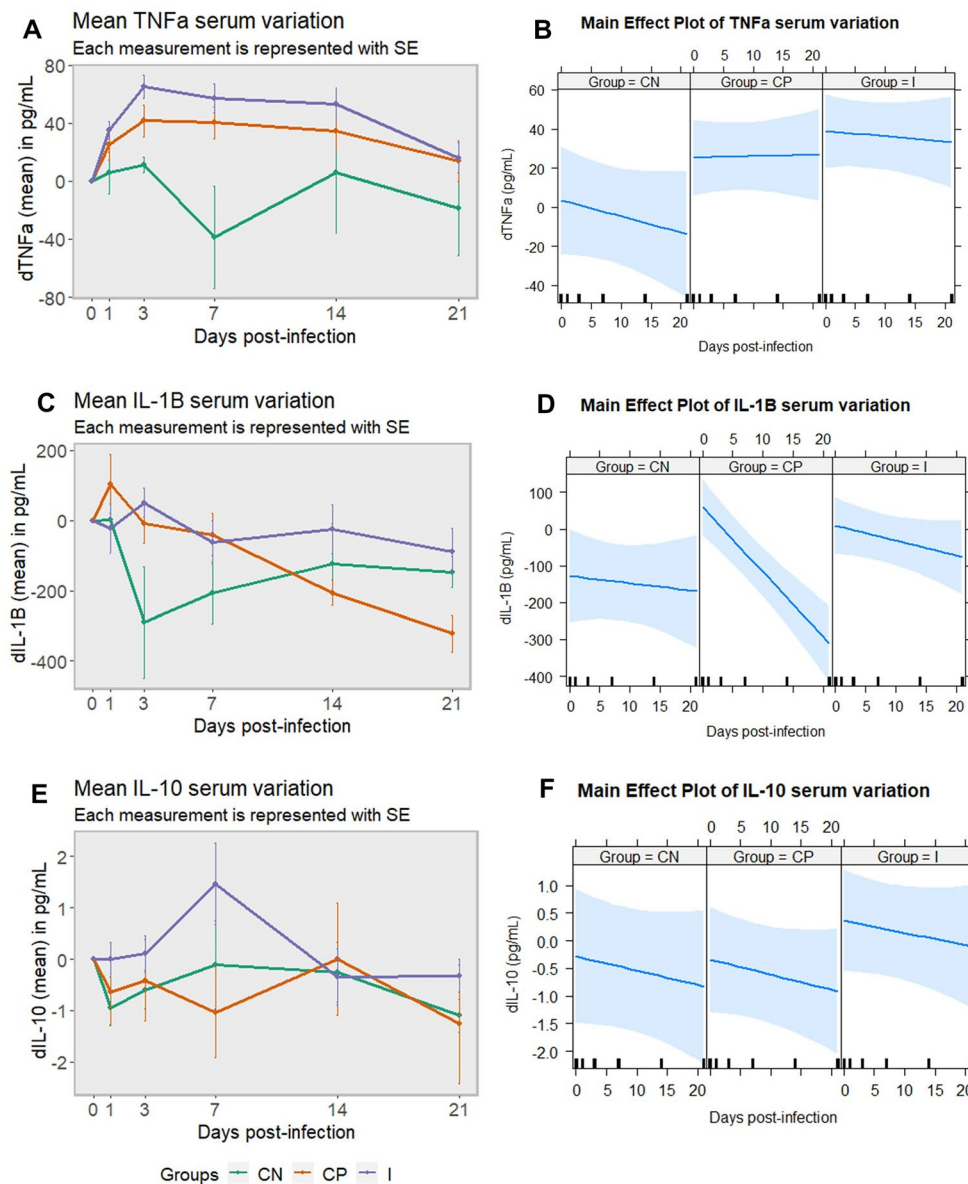 A
Mean TNFa serum variation
Each measurement is represented with SE
80
40
0
-40
-80
dTNFa (mean) in pg/mL
0 1 3 7 14 21
Days post-infection
B
Main Effect Plot of TNFa serum variation
0 5 10 15 20
Group = CN Group = CP Group = I
60
40
20
0
-20
-40
dTNFa (pg/mL)
0 5 10 15 20 0 5 10 15 20
Days post-infection
C
Mean IL-1B serum variation
Each measurement is represented with SE
200
0
-200
-400
dIL-1B (mean) in pg/mL
0 1 3 7 14 21
Days post-infection
D
Main Effect Plot of IL-1B serum variation
0 5 10 15 20
Group = CN Group = CP Group = I
100
0
-100
-200
-300
-400
dIL-1B (pg/mL)
0 5 10 15 20 0 5 10 15 20
Days post-infection
E
Mean IL-10 serum variation
Each measurement is represented with SE
2
1
0
-1
-2
dIL-10 (mean) in pg/mL
0 1 3 7 14 21
Days post-infection
F
Main Effect Plot of IL-10 serum variation
0 5 10 15 20
Group = CN Group = CP Group = I
1.0
0.5
0.0
-0.5
-1.0
-1.5
-2.0
dIL-10 (pg/mL)
0 5 10 15 20 0 5 10 15 20
Days post-infection
Groups CN CP I